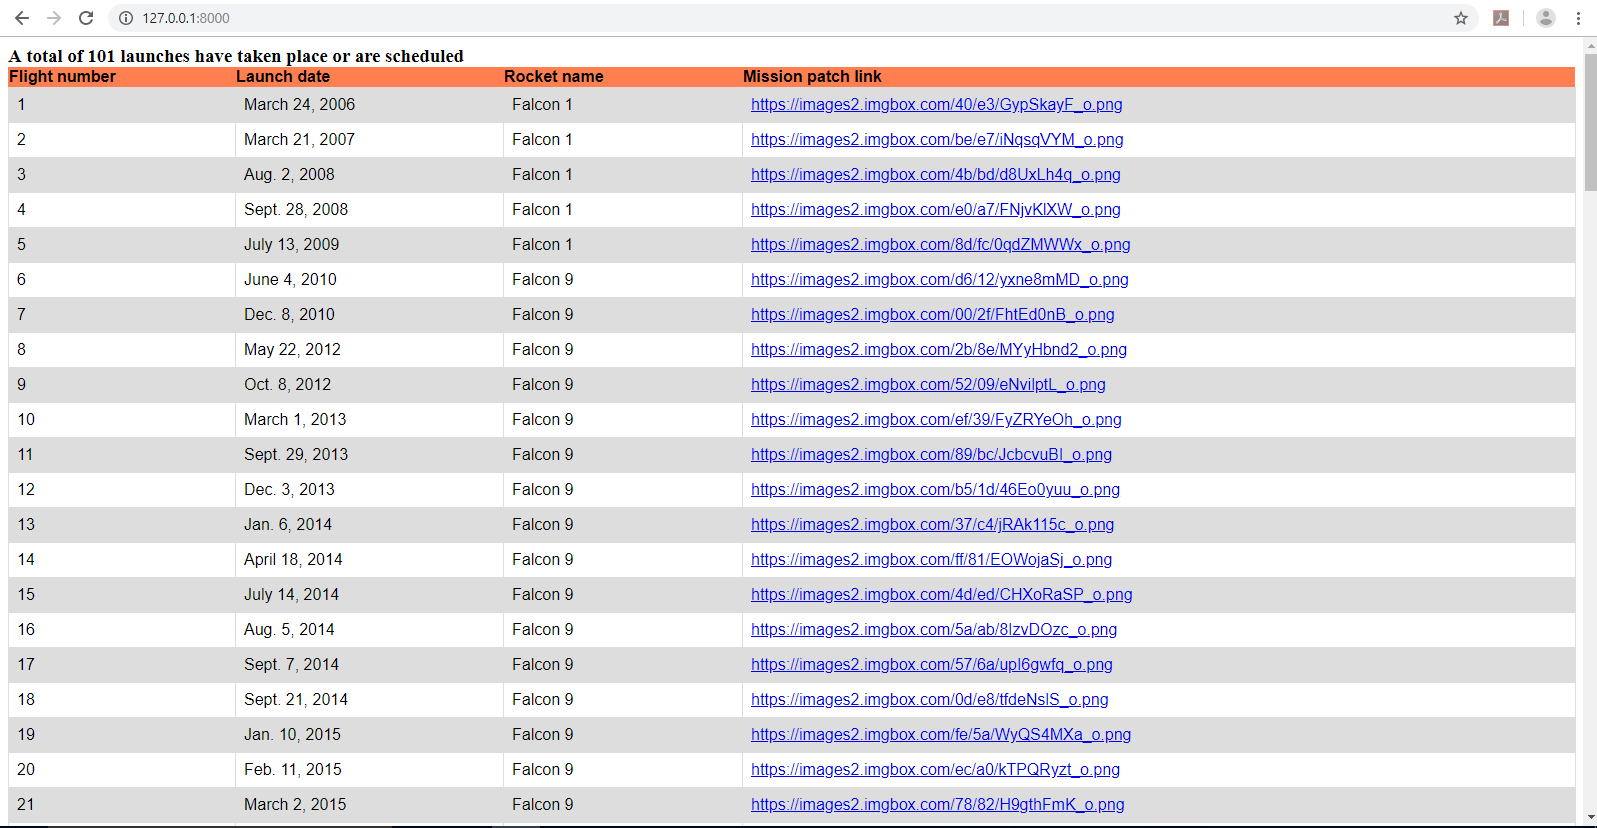 127.0.0.1:8000
A total of 101 launches have taken place or are scheduled
Flight number Launch date Rocket name Mission patch link
1 March 24, 2006 Falcon 1 https://images2.imgbox.com/40/e3/GypSkayF_o.png
2 March 21, 2007 Falcon 1 https://images2.imgbox.com/be/e7/iNqsqVYM_o.png
3 Aug. 2, 2008 Falcon 1 https://images2.imgbox.com/4b/bd/d8UxLh4q_o.png
4 Sept. 28, 2008 Falcon 1 https://images2.imgbox.com/e0/a7/FNjvKlXW_o.png
5 July 13, 2009 Falcon 1 https://images2.imgbox.com/8d/fc/0qdZMWWx_o.png
6 June 4, 2010 Falcon 9 https://images2.imgbox.com/d6/12/yxne8mMD_o.png
7 Dec. 8, 2010 Falcon 9 https://images2.imgbox.com/00/2f/FhtEd0nB_o.png
8 May 22, 2012 Falcon 9 https://images2.imgbox.com/2b/8e/MYyHbnd2_o.png
9 Oct. 8, 2012 Falcon 9 https://images2.imgbox.com/52/09/eNvilptL_o.png
10 March 1, 2013 Falcon 9 https://images2.imgbox.com/ef/39/FyZRYeOh_o.png
11 Sept. 29, 2013 Falcon 9 https://images2.imgbox.com/89/bc/JcbcvuBl_o.png
12 Dec. 3, 2013 Falcon 9 https://images2.imgbox.com/b5/1d/46Eo0yuu_o.png
13 Jan. 6, 2014 Falcon 9 https://images2.imgbox.com/37/c4/jRAk115c_o.png
14 April 18, 2014 Falcon 9 https://images2.imgbox.com/ff/81/EOWojaSj_o.png
15 July 14, 2014 Falcon 9 https://images2.imgbox.com/4d/ed/CHXoRaSP_o.png
16 Aug. 5, 2014 Falcon 9 https://images2.imgbox.com/5a/ab/8lzvDOzc_o.png
17 Sept. 7, 2014 Falcon 9 https://images2.imgbox.com/57/6a/upI6gwfq_o.png
18 Sept. 21, 2014 Falcon 9 https://images2.imgbox.com/0d/e8/tfdeNslS_o.png
19 Jan. 10, 2015 Falcon 9 https://images2.imgbox.com/fe/5a/WyQS4MXa_o.png
20 Feb. 11, 2015 Falcon 9 https://images2.imgbox.com/ec/a0/kTPQRyzt_o.png
21 March 2, 2015 Falcon 9 https://images2.imgbox.com/78/82/H9gthFmK_o.png